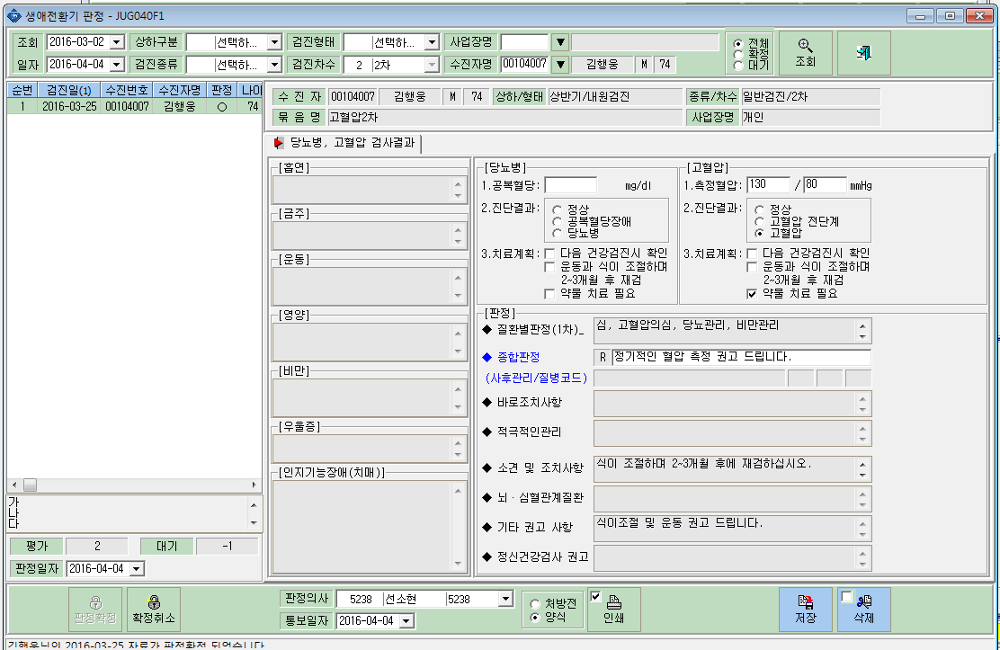 생애전환기 판정 - JUG040F1
조회 2016-03-02 상하구분 선택하... 검진형태 선택하... 사업장명 ▼ 전체
확정
일자 2016-04-04 검진종류 선택하... 검진차수 2 2차 수진자명 00104007 ▼ 김행웅 M 74 대기
조회
순번 검진일(1) 수진번호 수진자명 판정 나이
1 2016-03-25 00104007 김행웅 ○ 74
수 진 자 00104007 김행웅 M 74 상하/형태 상반기/내원검진 종류/차수 일반검진/2차
묶 음 명 고혈압2차 사업장명 개인
당뇨병, 고혈압 검사결과
[흡연]
[금주]
[운동]
[영양]
[비만]
[우울증]
[인지기능장애(치매)]
[당뇨병]
1.공복혈당: mg/dl
2.진단결과: 정상
공복혈당장애
당뇨병
3.치료계획: 다음 건강검진시 확인
운동과 식이 조절하며
2~3개월 후 재검
약물 치료 필요
[고혈압]
1.측정혈압: 130 / 80 mmHg
2.진단결과: 정상
고혈압 전단계
고혈압
3.치료계획: 다음 건강검진시 확인
운동과 식이 조절하며
2~3개월 후 재검
약물 치료 필요
[판정]
◆ 질환별판정(1차)_ 심, 고혈압의심, 당뇨관리, 비만관리
◆ 종합판정 R 정기적인 혈압 측정 권고 드립니다.
(사후관리/질병코드)
◆ 바로조치사항
◆ 적극적인관리
◆ 소견 및 조치사항 식이 조절하며 2~3개월 후에 재검하십시오.
◆ 뇌·심혈관계질환
◆ 기타 권고 사항 식이조절 및 운동 권고 드립니다.
◆ 정신건강검사 권고
가
나
다
평가 2 대기 -1
판정일자 2016-04-04
판정확정 확정취소
판정의사 5238 선소현 5238
통보일자 2016-04-04
처방전
양식
인쇄 저장 삭제
김행웅님의 2016-03-25 자료가 판정확정 되었습니다